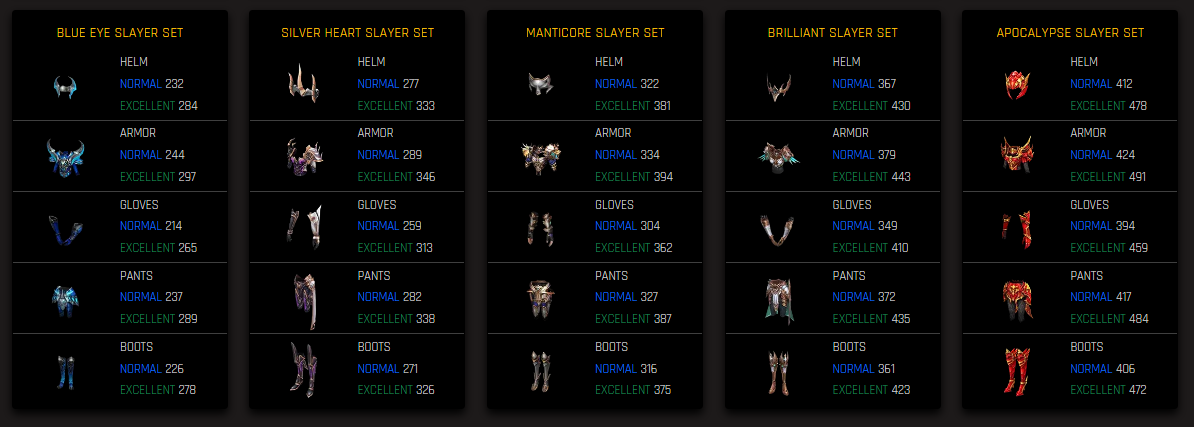 BLUE EYE SLAYER SET
HELM
NORMAL 232
EXCELLENT 284
ARMOR
NORMAL 244
EXCELLENT 297
GLOVES
NORMAL 214
EXCELLENT 265
PANTS
NORMAL 237
EXCELLENT 289
BOOTS
NORMAL 226
EXCELLENT 278
SILVER HEART SLAYER SET
HELM
NORMAL 277
EXCELLENT 333
ARMOR
NORMAL 289
EXCELLENT 346
GLOVES
NORMAL 259
EXCELLENT 313
PANTS
NORMAL 282
EXCELLENT 338
BOOTS
NORMAL 271
EXCELLENT 326
MANTICORE SLAYER SET
HELM
NORMAL 322
EXCELLENT 381
ARMOR
NORMAL 334
EXCELLENT 394
GLOVES
NORMAL 304
EXCELLENT 362
PANTS
NORMAL 327
EXCELLENT 387
BOOTS
NORMAL 316
EXCELLENT 375
BRILLIANT SLAYER SET
HELM
NORMAL 367
EXCELLENT 430
ARMOR
NORMAL 379
EXCELLENT 443
GLOVES
NORMAL 349
EXCELLENT 410
PANTS
NORMAL 372
EXCELLENT 435
BOOTS
NORMAL 361
EXCELLENT 423
APOCALYPSE SLAYER SET
HELM
NORMAL 412
EXCELLENT 478
ARMOR
NORMAL 424
EXCELLENT 491
GLOVES
NORMAL 394
EXCELLENT 459
PANTS
NORMAL 417
EXCELLENT 484
BOOTS
NORMAL 406
EXCELLENT 472